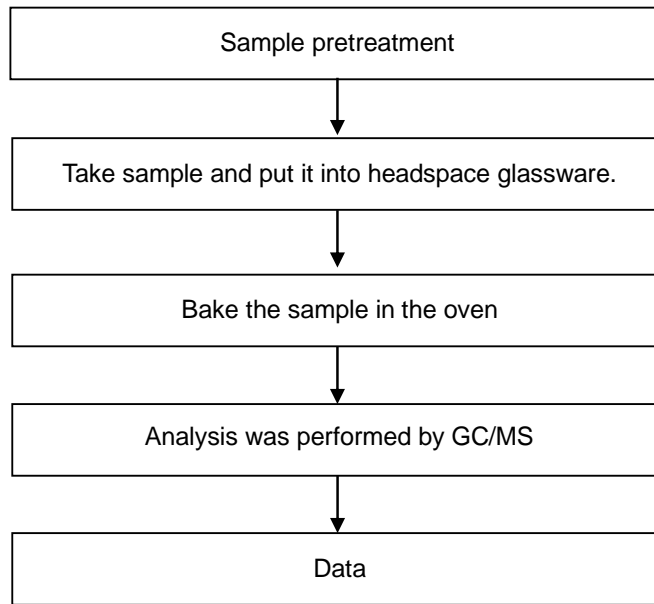 Sample pretreatment
Take sample and put it into headspace glassware.
Bake the sample in the oven
Analysis was performed by GC/MS
Data